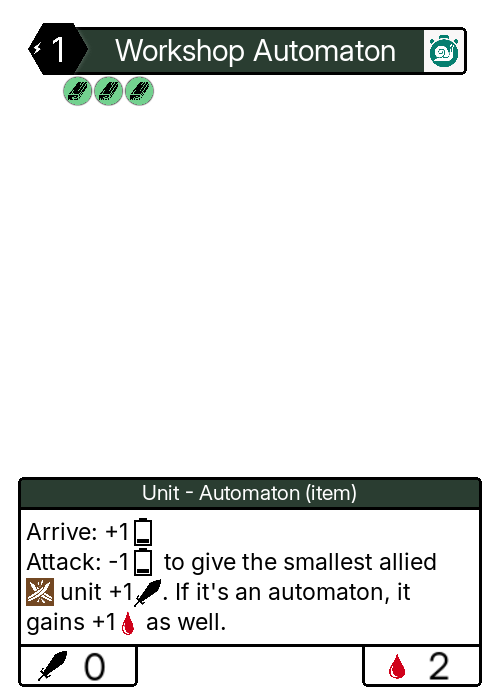 1 Workshop Automaton
Unit - Automaton (item)
Arrive: +1
Attack: -1 to give the smallest allied
unit +1. If it's an automaton, it
gains +1 as well.
0 2